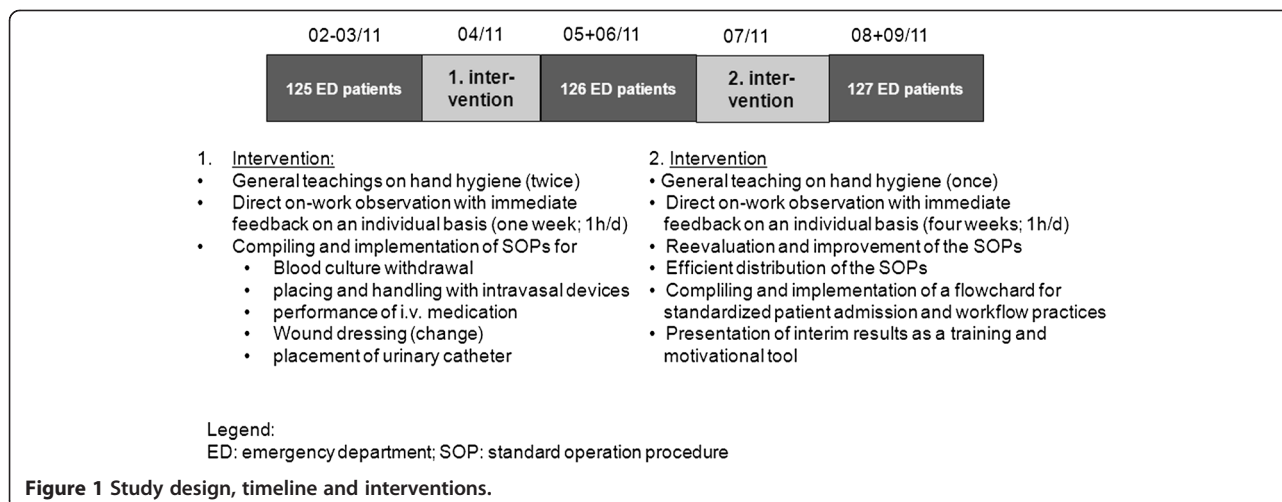 02-03/11 04/11 05+06/11 07/11 08+09/11
125 ED patients 1. inter-vention 126 ED patients 2. inter-vention 127 ED patients
1. Intervention:
• General teachings on hand hygiene (twice)
• Direct on-work observation with immediate
feedback on an individual basis (one week; 1h/d)
• Compiling and implementation of SOPs for
• Blood culture withdrawal
• placing and handling with intravasal devices
• performance of i.v. medication
• Wound dressing (change)
• placement of urinary catheter
2. Intervention
• General teaching on hand hygiene (once)
• Direct on-work observation with immediate
feedback on an individual basis (four weeks; 1h/d)
• Reevaluation and improvement of the SOPs
• Efficient distribution of the SOPs
• Compliling and implementation of a flowchard for
standardized patient admission and workflow practices
• Presentation of interim results as a training and
motivational tool
Legend:
ED: emergency department; SOP: standard operation procedure
Figure 1 Study design, timeline and interventions.